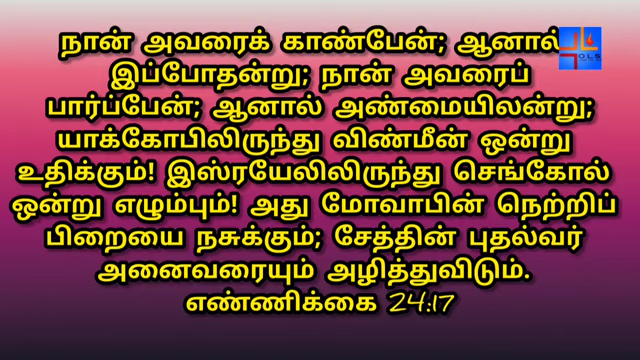 நான் அவரைக் காண்பேன்; ஆனால்
இப்போதன்று; நான் அவரைப்
பார்ப்பேன்; ஆனால் அண்மையிலன்று;
யாக்கோபிலிருந்து விண்மீன் ஒன்று
உதிக்கும்! இஸ்ரயேலிலிருந்து செங்கோல்
ஒன்று எழும்பும்! அது மோவாபின் நெற்றிப்
பிறையை நசுக்கும்; சேத்தின் புதல்வர்
அனைவரையும் அழித்துவிடும்.
எண்ணிக்கை 24:17
OLS